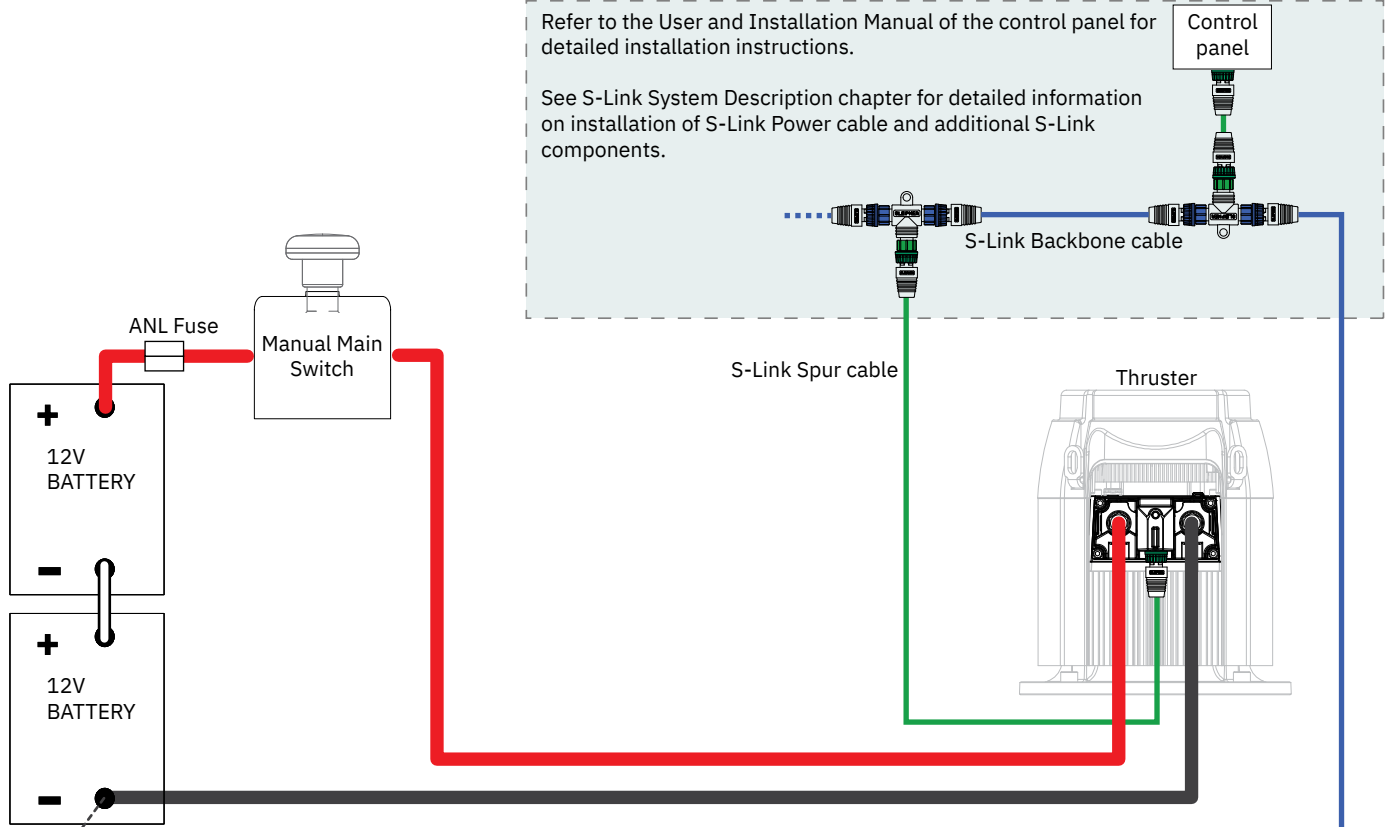 Refer to the User and Installation Manual of the control panel for
detailed installation instructions.
See S-Link System Description chapter for detailed information
on installation of S-Link Power cable and additional S-Link
components.
Control
panel
S-Link Backbone cable
ANL Fuse
Manual Main
Switch
S-Link Spur cable
Thruster
+
12V
BATTERY
-
+
12V
BATTERY
-